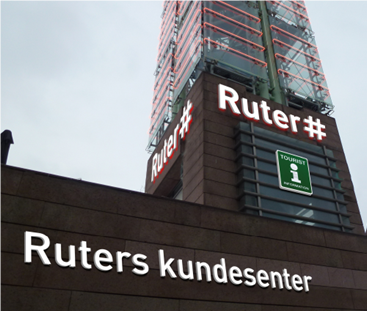 Ruter#
Ruter#
TOURIST
i
INFORMATION
Ruters kundesenter